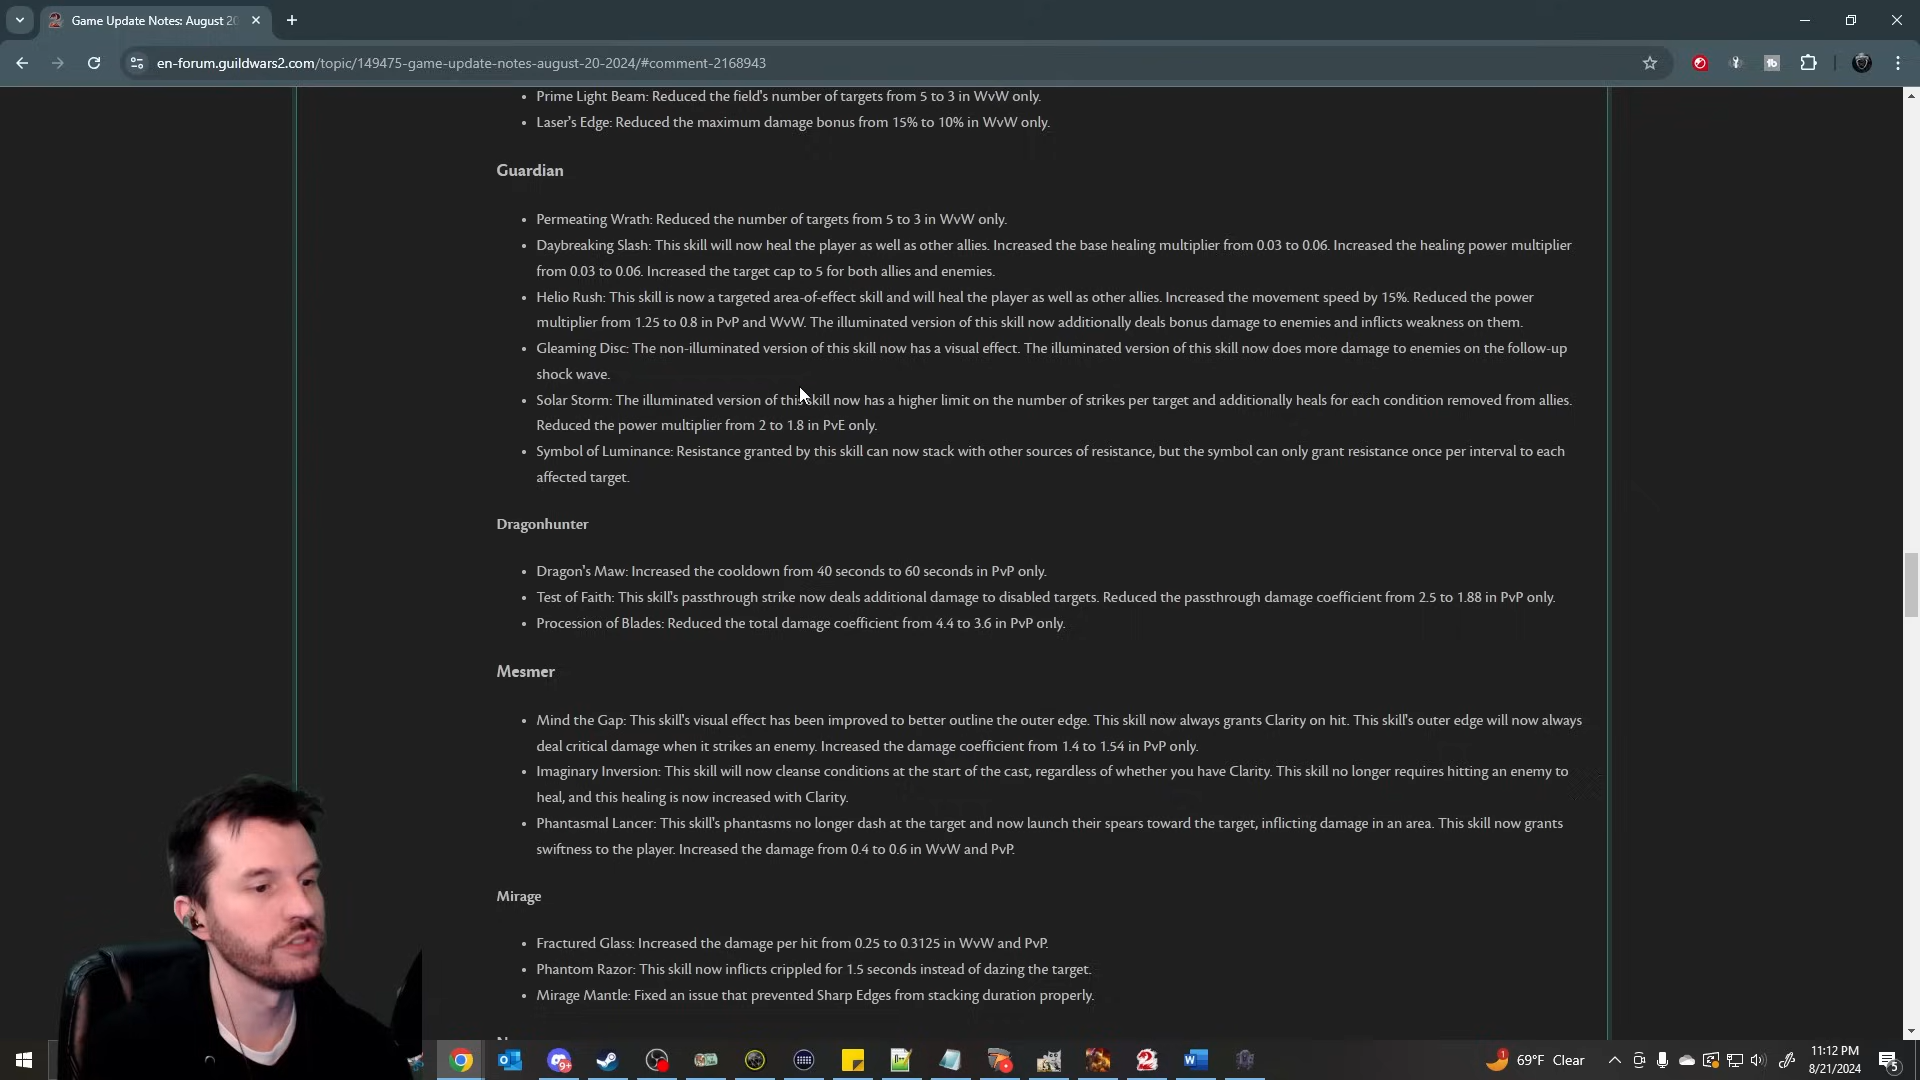 Game Update Notes: August 20
en-forum.guildwars2.com/topic/149475-game-update-notes-august-20-2024/#comment-2168943
• Prime Light Beam: Reduced the field's number of targets from 5 to 3 in WvW only.
• Laser's Edge: Reduced the maximum damage bonus from 15% to 10% in WvW only.
Guardian
• Permeating Wrath: Reduced the number of targets from 5 to 3 in WvW only.
• Daybreaking Slash: This skill will now heal the player as well as other allies. Increased the base healing multiplier from 0.03 to 0.06. Increased the healing power multiplier
from 0.03 to 0.06. Increased the target cap to 5 for both allies and enemies.
• Helio Rush: This skill is now a targeted area-of-effect skill and will heal the player as well as other allies. Increased the movement speed by 15%. Reduced the power
multiplier from 1.25 to 0.8 in PvP and WvW. The illuminated version of this skill now additionally deals bonus damage to enemies and inflicts weakness on them.
• Gleaming Disc: The non-illuminated version of this skill now has a visual effect. The illuminated version of this skill now does more damage to enemies on the follow-up
shock wave.
• Solar Storm: The illuminated version of this skill now has a higher limit on the number of strikes per target and additionally heals for each condition removed from allies.
Reduced the power multiplier from 2 to 1.8 in PvE only.
• Symbol of Luminance: Resistance granted by this skill can now stack with other sources of resistance, but the symbol can only grant resistance once per interval to each
affected target.
Dragonhunter
• Dragon's Maw: Increased the cooldown from 40 seconds to 60 seconds in PvP only.
• Test of Faith: This skill's passthrough strike now deals additional damage to disabled targets. Reduced the passthrough damage coefficient from 2.5 to 1.88 in PvP only.
• Procession of Blades: Reduced the total damage coefficient from 4.4 to 3.6 in PvP only.
Mesmer
• Mind the Gap: This skill's visual effect has been improved to better outline the outer edge. This skill now always grants Clarity on hit. This skill's outer edge will now always
deal critical damage when it strikes an enemy. Increased the damage coefficient from 1.4 to 1.54 in PvP only.
• Imaginary Inversion: This skill will now cleanse conditions at the start of the cast, regardless of whether you have Clarity. This skill no longer requires hitting an enemy to
heal, and this healing is now increased with Clarity.
• Phantasmal Lancer: This skill's phantasms no longer dash at the target and now launch their spears toward the target, inflicting damage in an area. This skill now grants
swiftness to the player. Increased the damage from 0.4 to 0.6 in WvW and PvP.
Mirage
• Fractured Glass: Increased the damage per hit from 0.25 to 0.3125 in WvW and PvP.
• Phantom Razor: This skill now inflicts crippled for 1.5 seconds instead of dazing the target.
• Mirage Mantle: Fixed an issue that prevented Sharp Edges from stacking duration properly.
69°F Clear
11:12 PM
8/21/2024
5